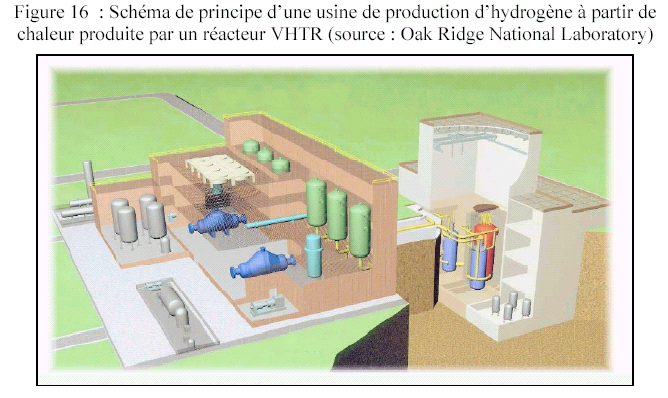 Figure 16 : Schéma de principe d’une usine de production d’hydrogène à partir de
chaleur produite par un réacteur VHTR (source : Oak Ridge National Laboratory)